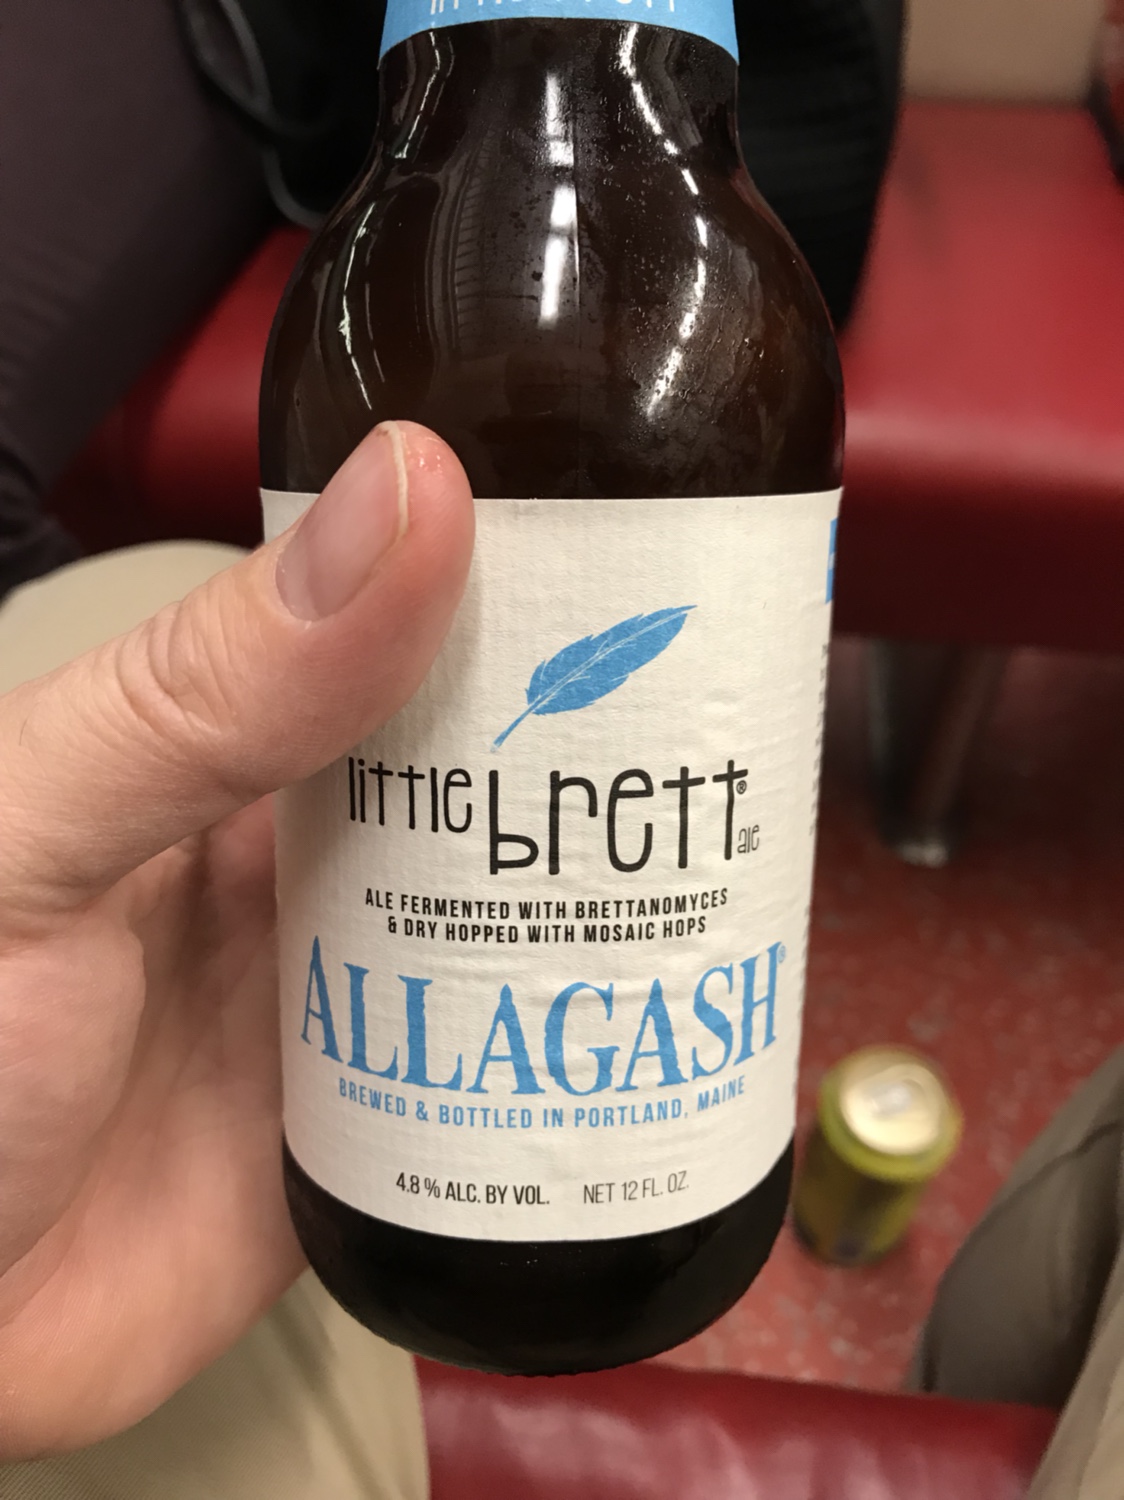 little brett® ale
ALE FERMENTED WITH BRETTANOMYCES
& DRY HOPPED WITH MOSAIC HOPS
ALLAGASH®
BREWED & BOTTLED IN PORTLAND, MAINE
4.8% ALC. BY VOL. NET 12 FL. OZ.